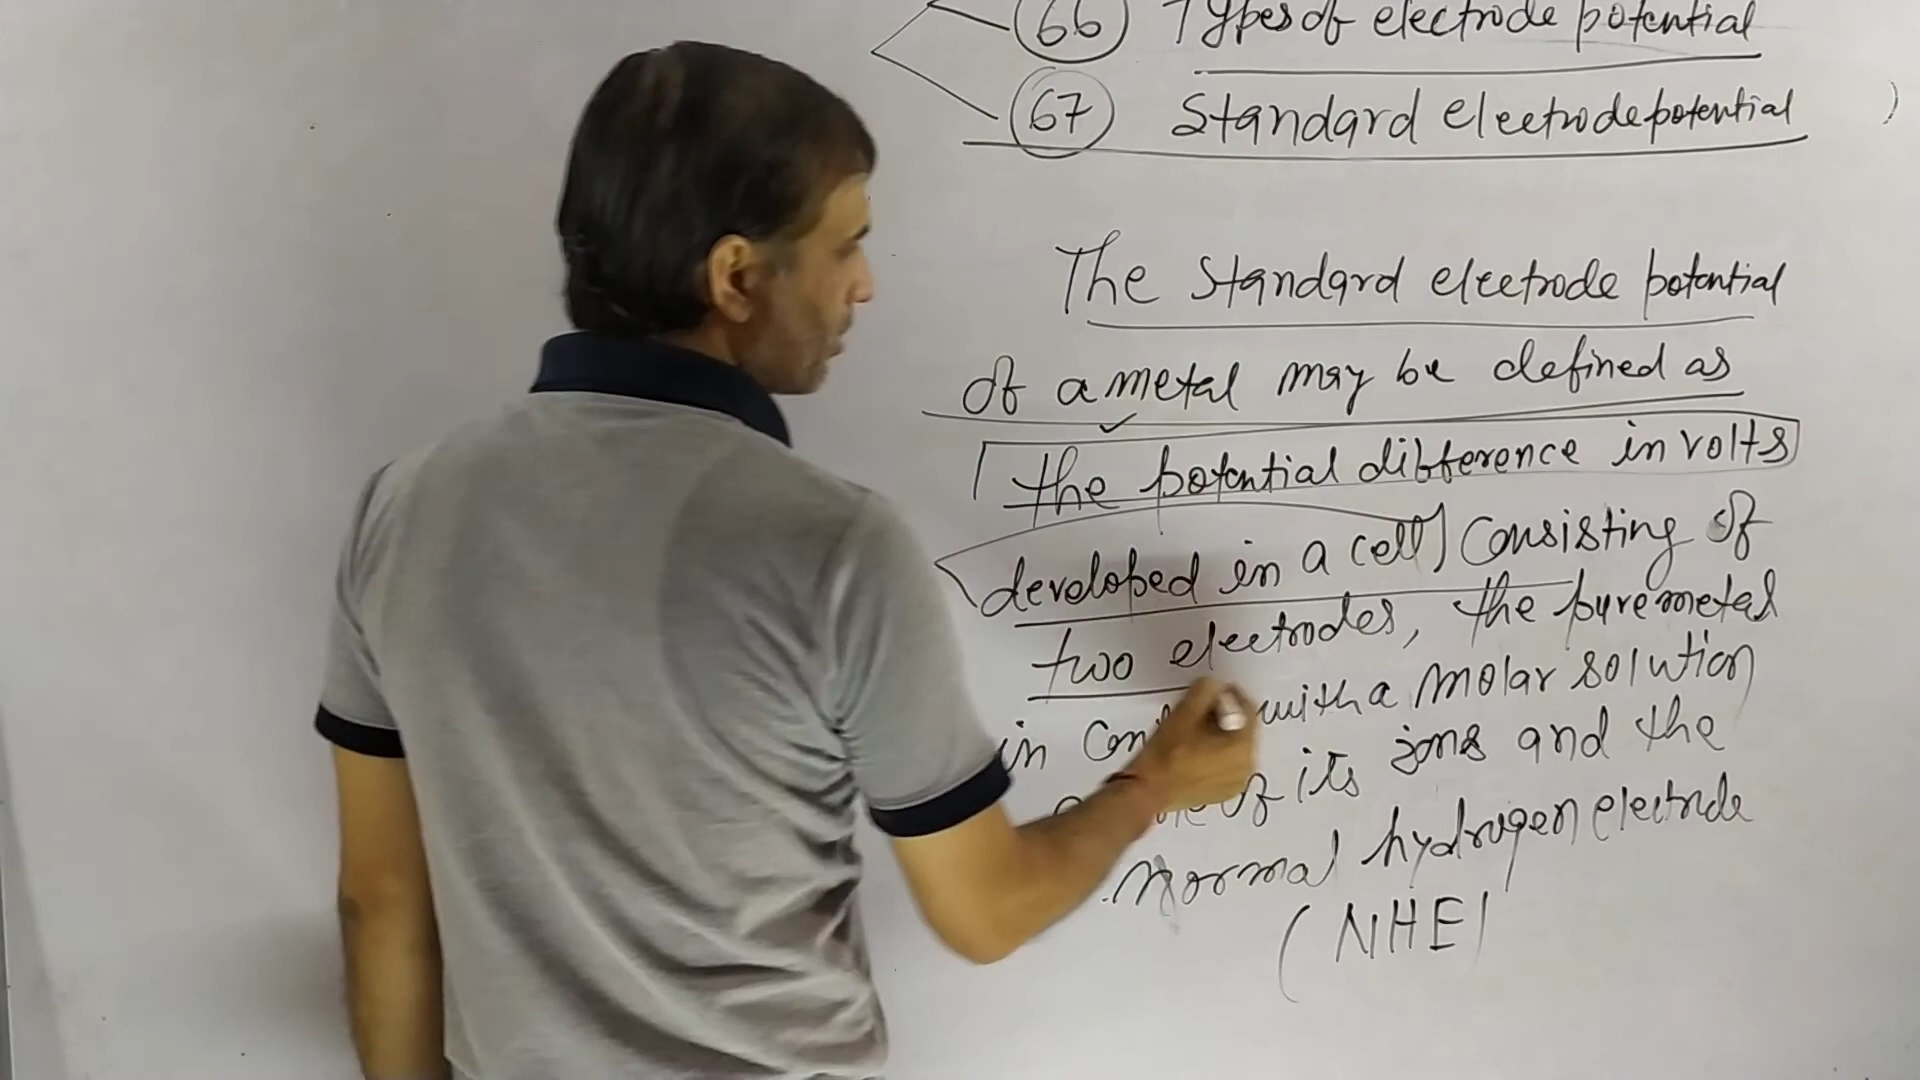 66 Types of electrode potential
67 Standard electrode potential )
The standard electrode potential
of a metal may be defined as
the potential difference in volts
developed in a cell consisting of
two electrodes, the pure metal
in with a molar solution
of its ions and the
normal hydrogen electrode
(NHE)